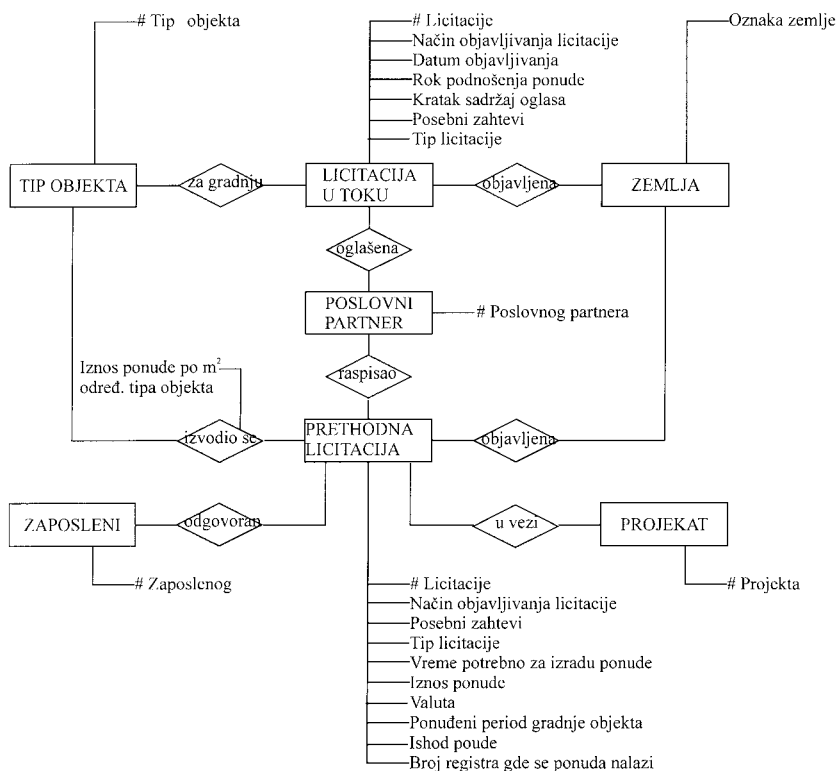 # Tip objekta
# Licitacije
Način objavljivanja licitacije
Datum objavljivanja
Rok podnošenja ponude
Kratak sadržaj oglasa
Posebni zahtevi
Tip licitacije
Oznaka zemlje
TIP OBJEKTA
za gradnju
LICITACIJA
U TOKU
objavljena
ZEMLJA
oglašena
POSLOVNI
PARTNER
# Poslovnog partnera
raspisao
Iznos ponude po m²
određ. tipa objekta
izvodio se
PRETHODNA
LICITACIJA
objavljena
ZAPOSLENI
odgovoran
u vezi
PROJEKAT
# Zaposlenog
# Projekta
# Licitacije
Način objavljivanja licitacije
Posebni zahtevi
Tip licitacije
Vreme potrebno za izradu ponude
Iznos ponude
Valuta
Ponuđeni period gradnje objekta
Ishod poude
Broj registra gde se ponuda nalazi